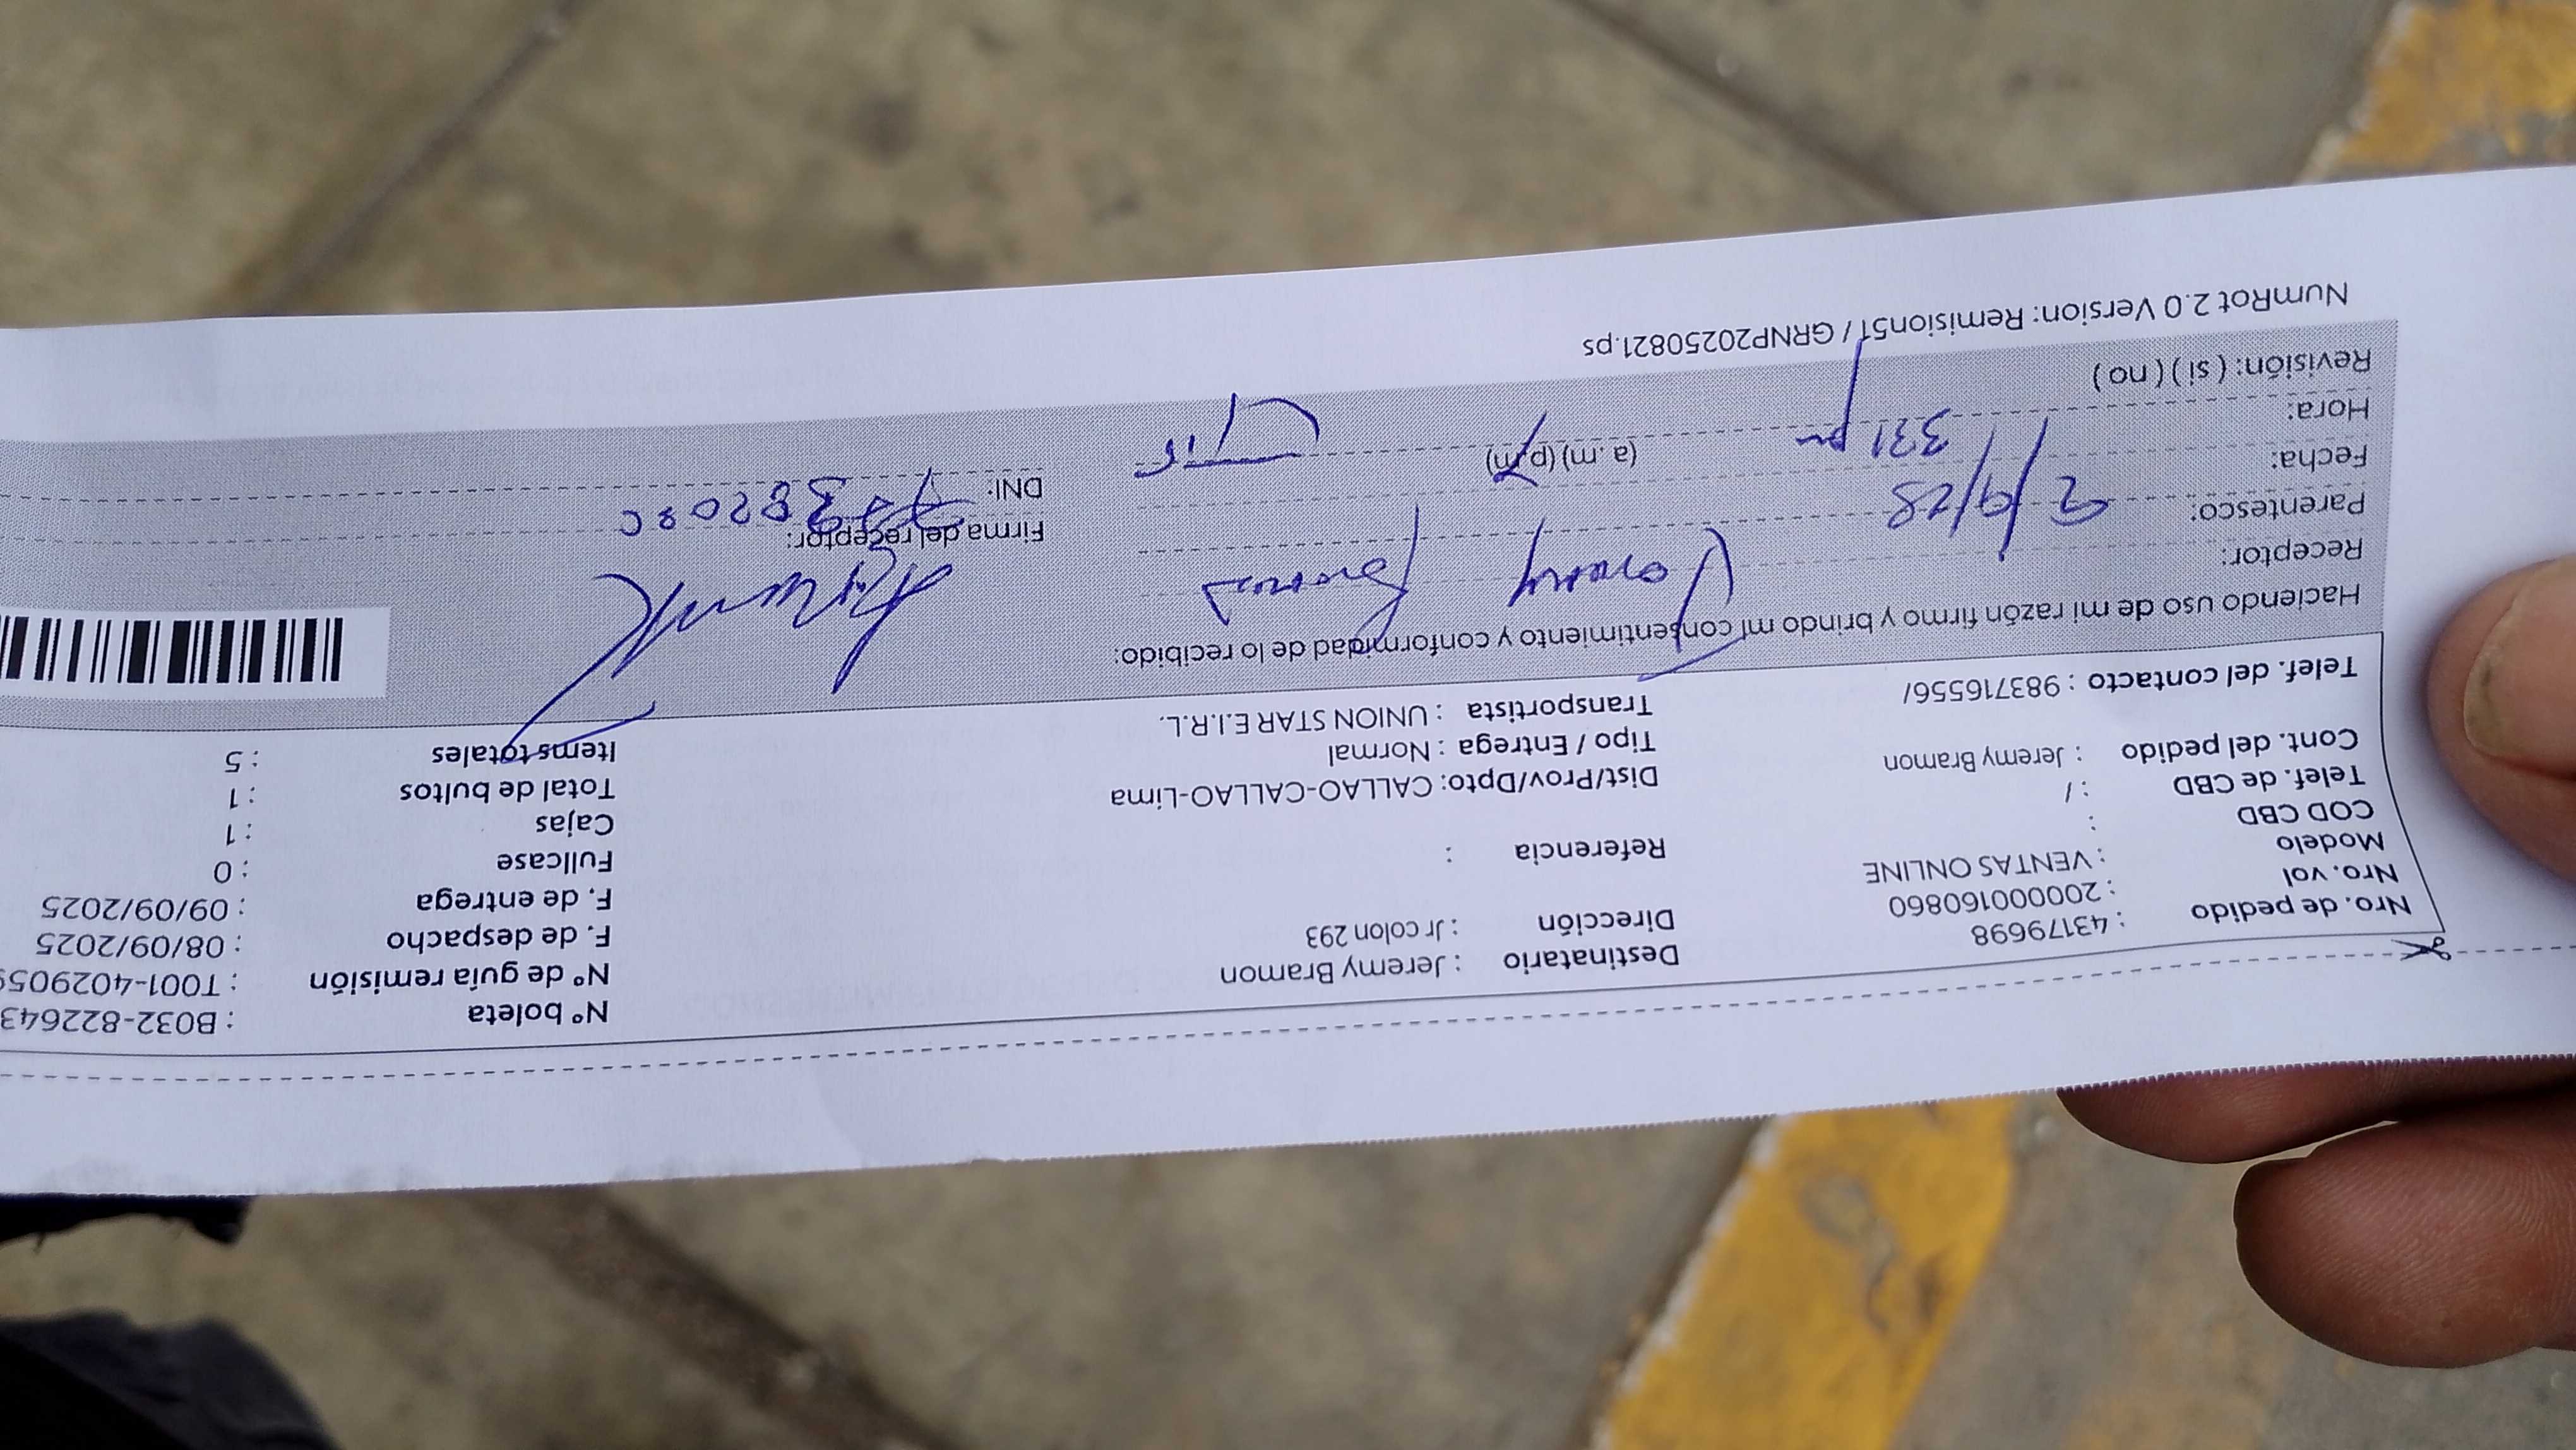 Nro. de pedido : 43179698
Nro. vol : 200000160860
Modelo : VENTAS ONLINE
COD CBD :
Telef. de CBD : /
Cont. del pedido : Jeremy Bramon
Telef. del contacto : 983716556/
Destinatario : Jeremy Bramon
Dirección : Jr colon 293
Referencia :
Dist/Prov/Dpto: CALLAO-CALLAO-Lima
Tipo / Entrega : Normal
Transportista : UNION STAR E.I.R.L.
Nº boleta : B032-822643
Nº de guía remisión : T001-402905
F. de despacho : 08/09/2025
F. de entrega : 09/09/2025
Fullcase : 0
Cajas : 1
Total de bultos : 1
Items totales : 5
Haciendo uso de mi razón firmo y brindo mi consentimiento y conformidad de lo recibido:
Receptor:
Parentesco:
Fecha:
Hora: 331 pm (a. m) (p. m)
Revisión: ( si ) ( no )
Firma del receptor:
DNI:
NumRot 2.0 Version: Remision51 / GRNP20250821.ps